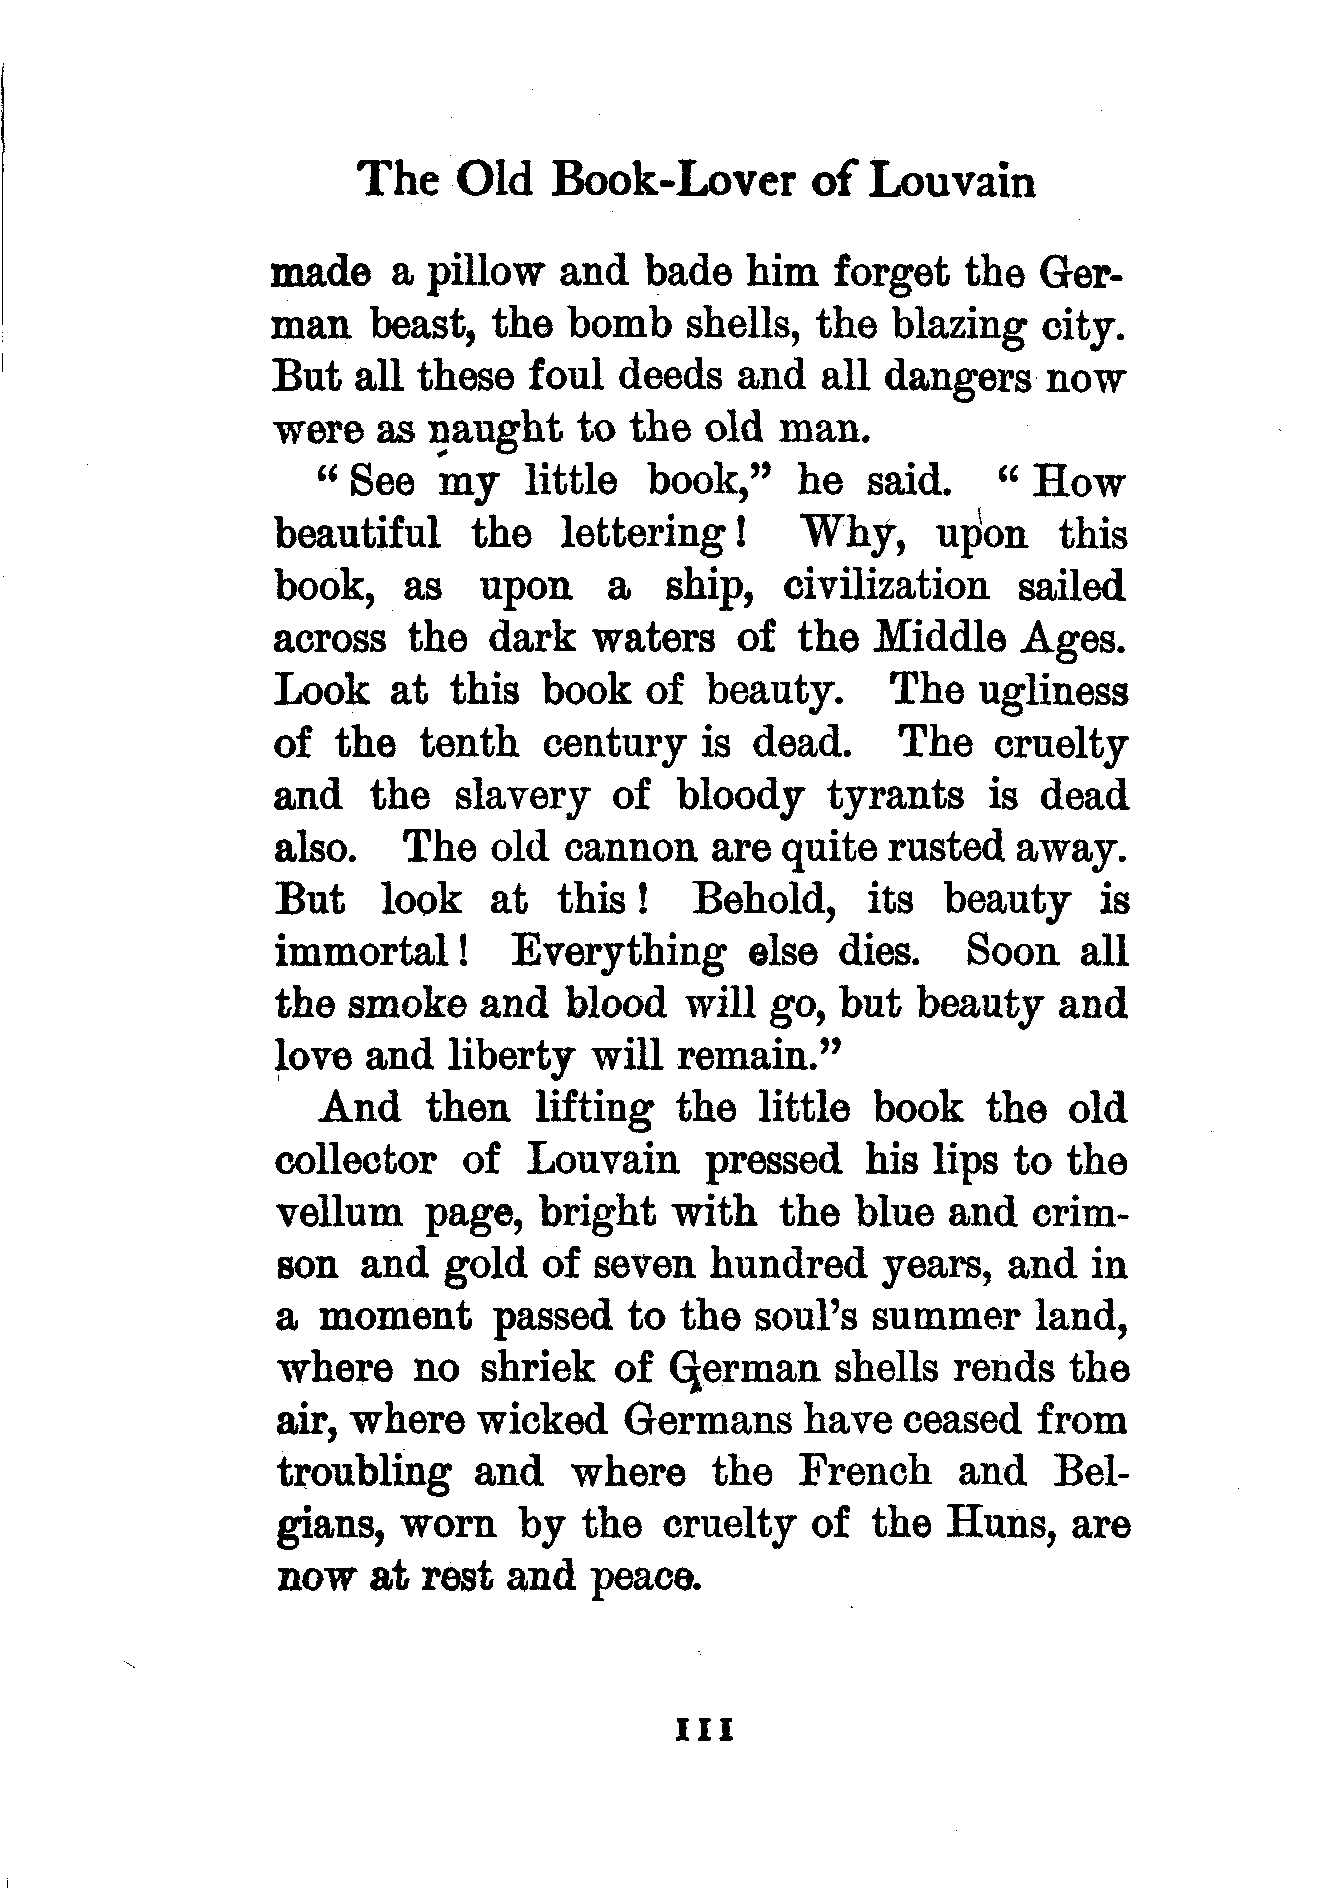 The Old Book-Lover of Louvain
made a pillow and bade him forget the Ger-
man beast, the bomb shells, the blazing city.
But all these foul deeds and all dangers now
were as naught to the old man.
“ See my little book,” he said. “ How
beautiful the lettering! Why, upon this
book, as upon a ship, civilization sailed
across the dark waters of the Middle Ages.
Look at this book of beauty. The ugliness
of the tenth century is dead. The cruelty
and the slavery of bloody tyrants is dead
also. The old cannon are quite rusted away.
But look at this! Behold, its beauty is
immortal! Everything else dies. Soon all
the smoke and blood will go, but beauty and
love and liberty will remain.”
And then lifting the little book the old
collector of Louvain pressed his lips to the
vellum page, bright with the blue and crim-
son and gold of seven hundred years, and in
a moment passed to the soul’s summer land,
where no shriek of German shells rends the
air, where wicked Germans have ceased from
troubling and where the French and Bel-
gians, worn by the cruelty of the Huns, are
now at rest and peace.
111